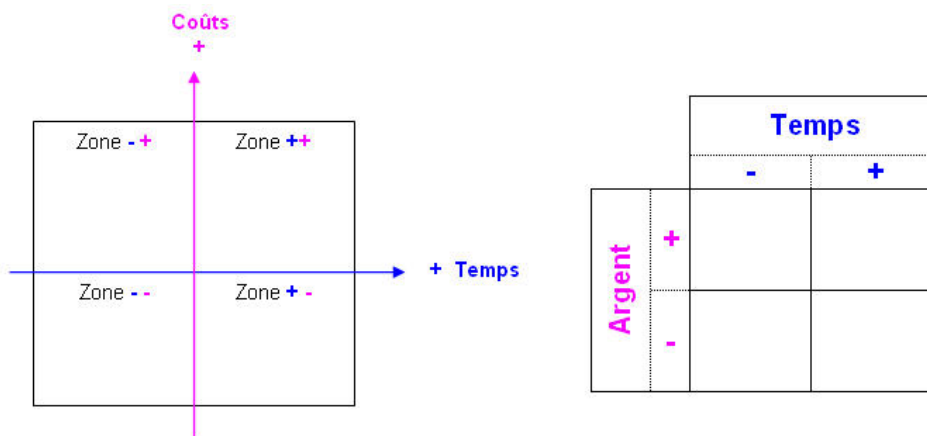 Coûts
+
Zone - +
Zone ++
+ Temps
Zone - -
Zone + -
Temps
- +
Argent
+
-